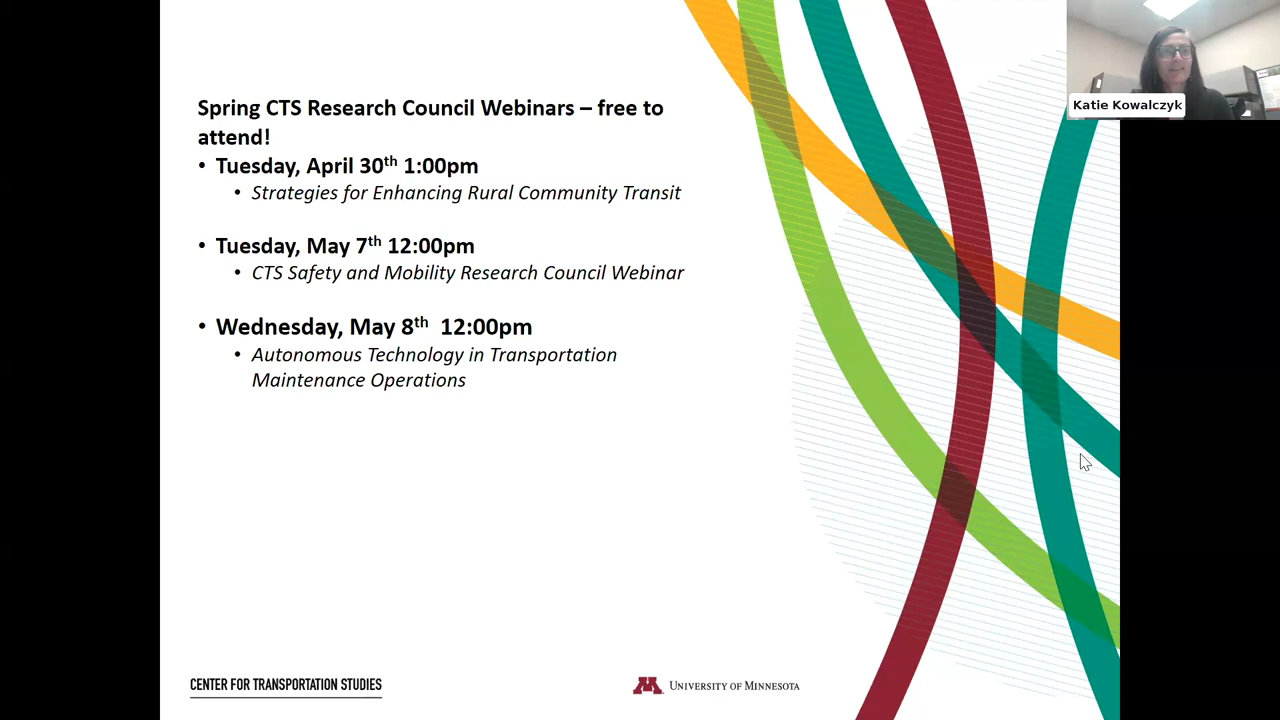 Spring CTS Research Council Webinars – free to
attend!
• Tuesday, April 30th 1:00pm
• Strategies for Enhancing Rural Community Transit
• Tuesday, May 7th 12:00pm
• CTS Safety and Mobility Research Council Webinar
• Wednesday, May 8th 12:00pm
• Autonomous Technology in Transportation
Maintenance Operations
Katie Kowalczyk
CENTER FOR TRANSPORTATION STUDIES
M UNIVERSITY OF MINNESOTA